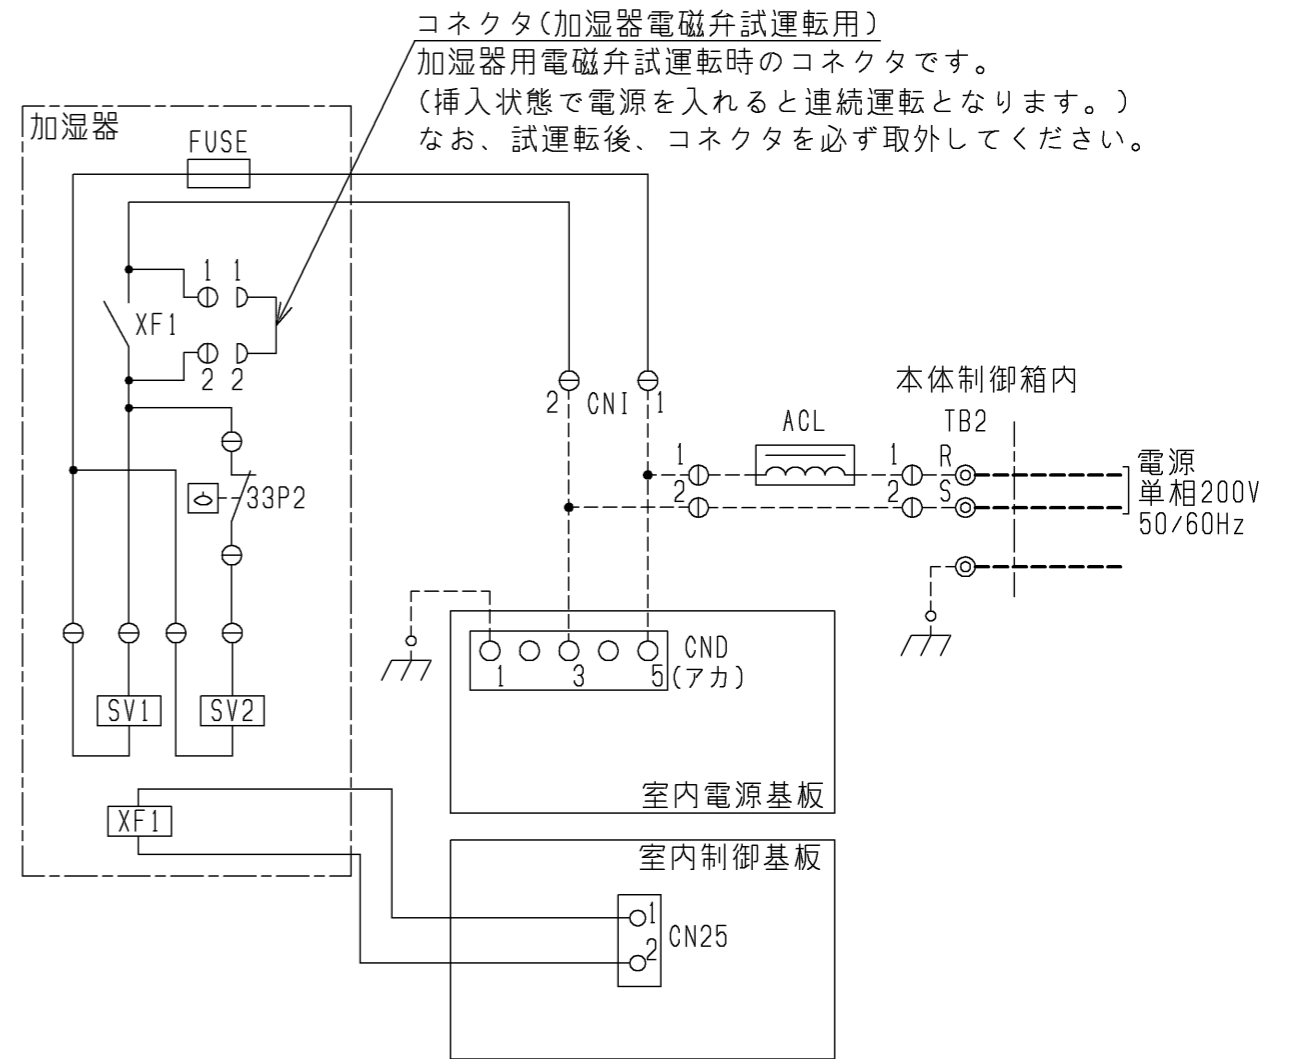 コネクタ(加湿器電磁弁試運転用)
加湿器用電磁弁試運転時のコネクタです。
(挿入状態で電源を入れると連続運転となります。)
なお、試運転後、コネクタを必ず取外してください。
加湿器
FUSE
1 1
XF1
2 2
33P2
SV1
SV2
XF1
2 CNI 1
本体制御箱内
ACL
TB2
1
1
R
2
2
S
電源
単相200V
50/60Hz
1
3
5
CND
(アカ)
室内電源基板
室内制御基板
1
2
CN25